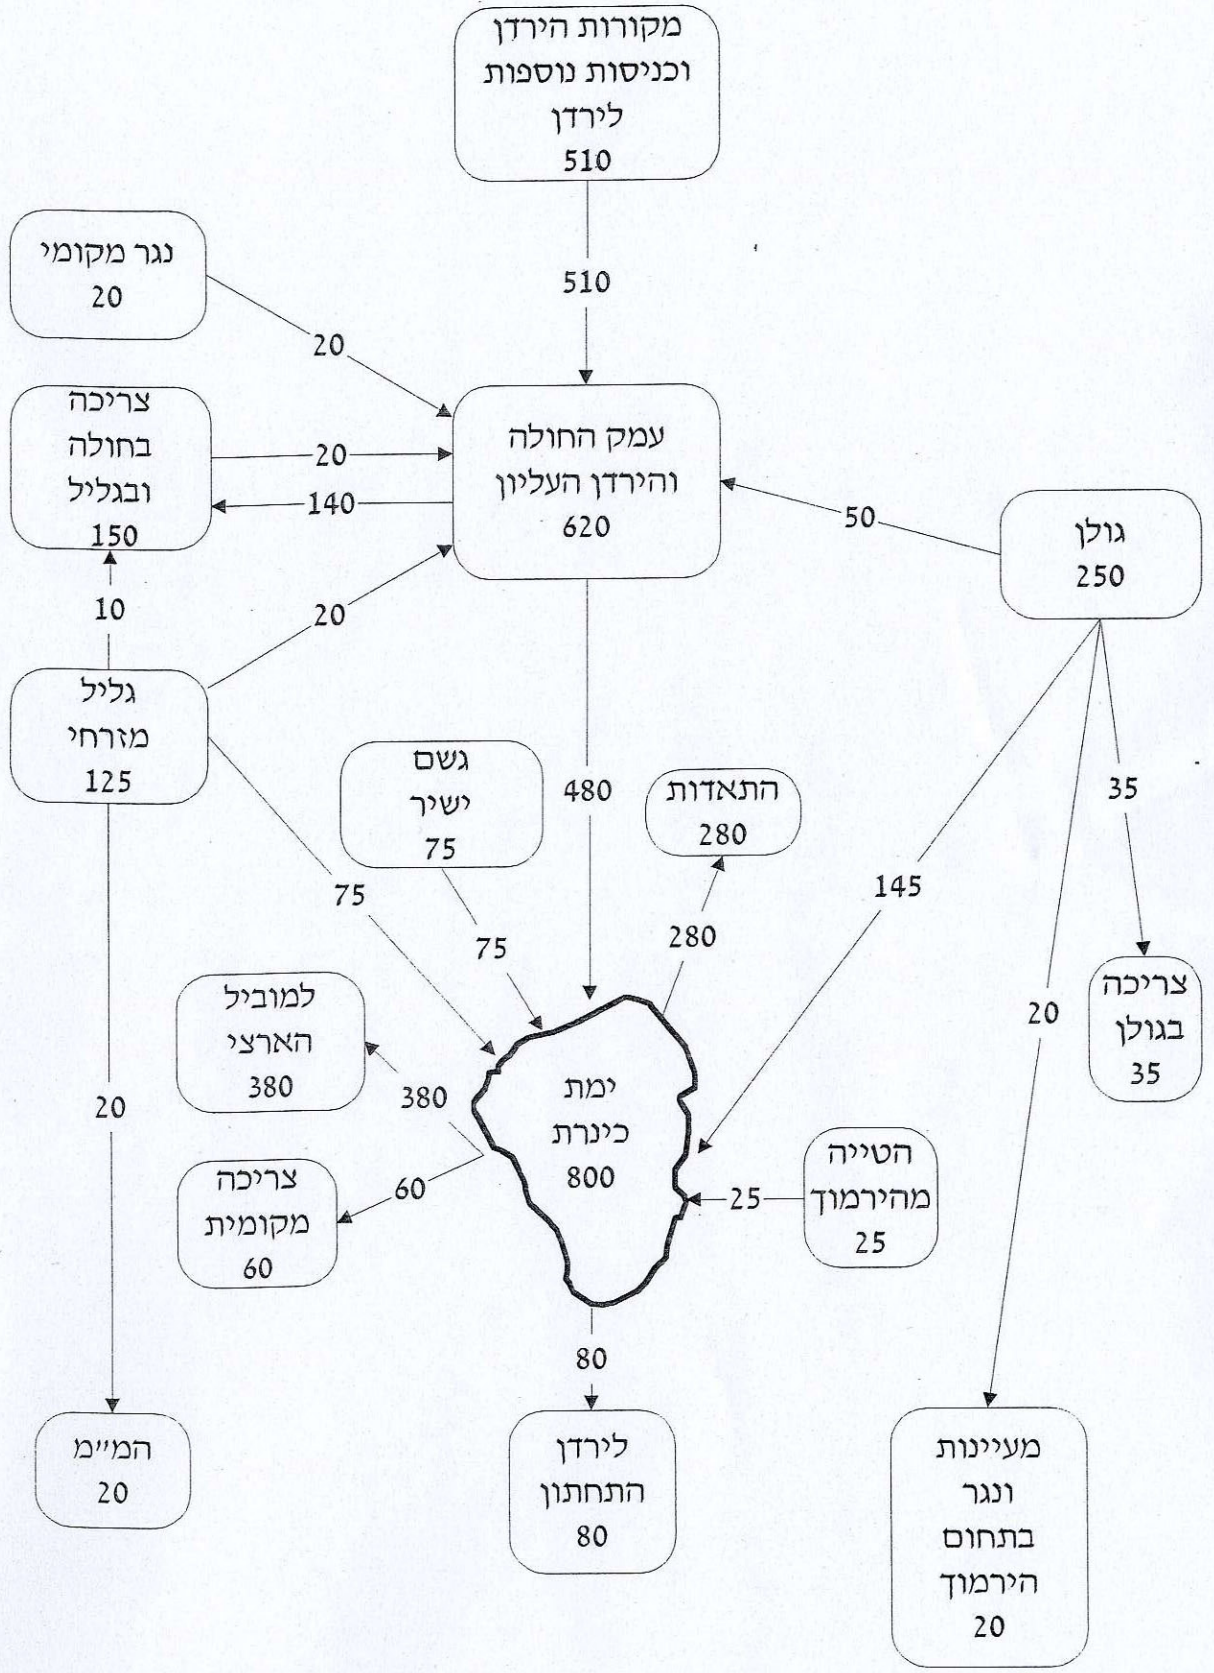 מקורות הירדן
וכניסות נוספות
לירדן
510
510
נגר מקומי
20
20
צריכה
בחולה
ובגליל
150
20
140
עמק החולה
והירדן העליון
620
50
גולן
250
10
20
גליל
מזרחי
125
גשם
ישיר
75
480
התאדות
280
35
145
75
75
280
צריכה
בגולן
35
20
למוביל
הארצי
380
380
ימת
כינרת
800
20
הטייה
מהירמוך
25
25
צריכה
מקומית
60
60
80
המ״מ
20
לירדן
התחתון
80
מעיינות
ונגר
בתחום
הירמוך
20